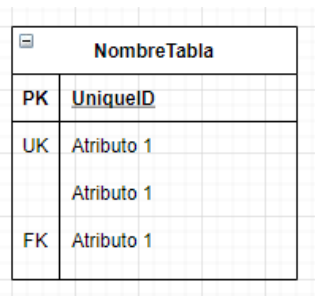 NombreTabla
PK UniqueID
UK Atributo 1
Atributo 1
FK Atributo 1